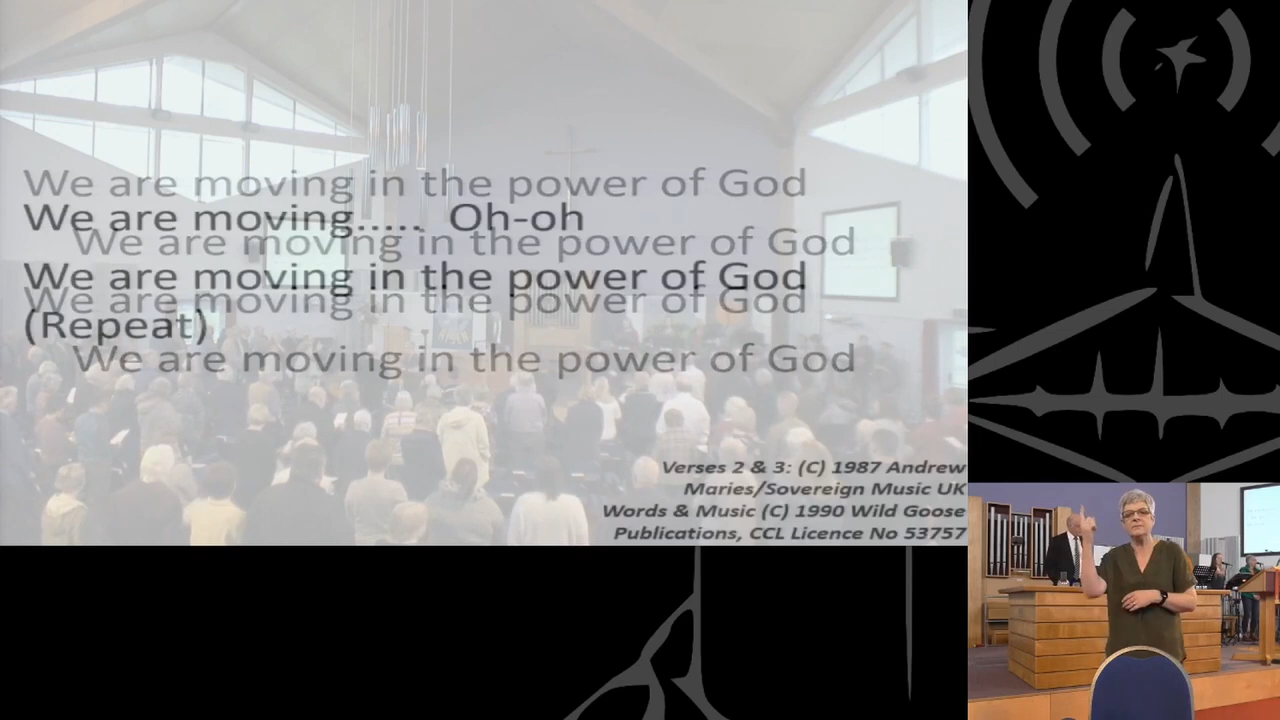 We are moving in the power of God
We are moving..... Oh-oh
We are moving in the power of God
We are moving in the power of God
We are moving in the power of God
(Repeat)
We are moving in the power of God
Verses 2 & 3: (C) 1987 Andrew
Maries/Sovereign Music UK
Words & Music (C) 1990 Wild Goose
Publications, CCL Licence No 53757